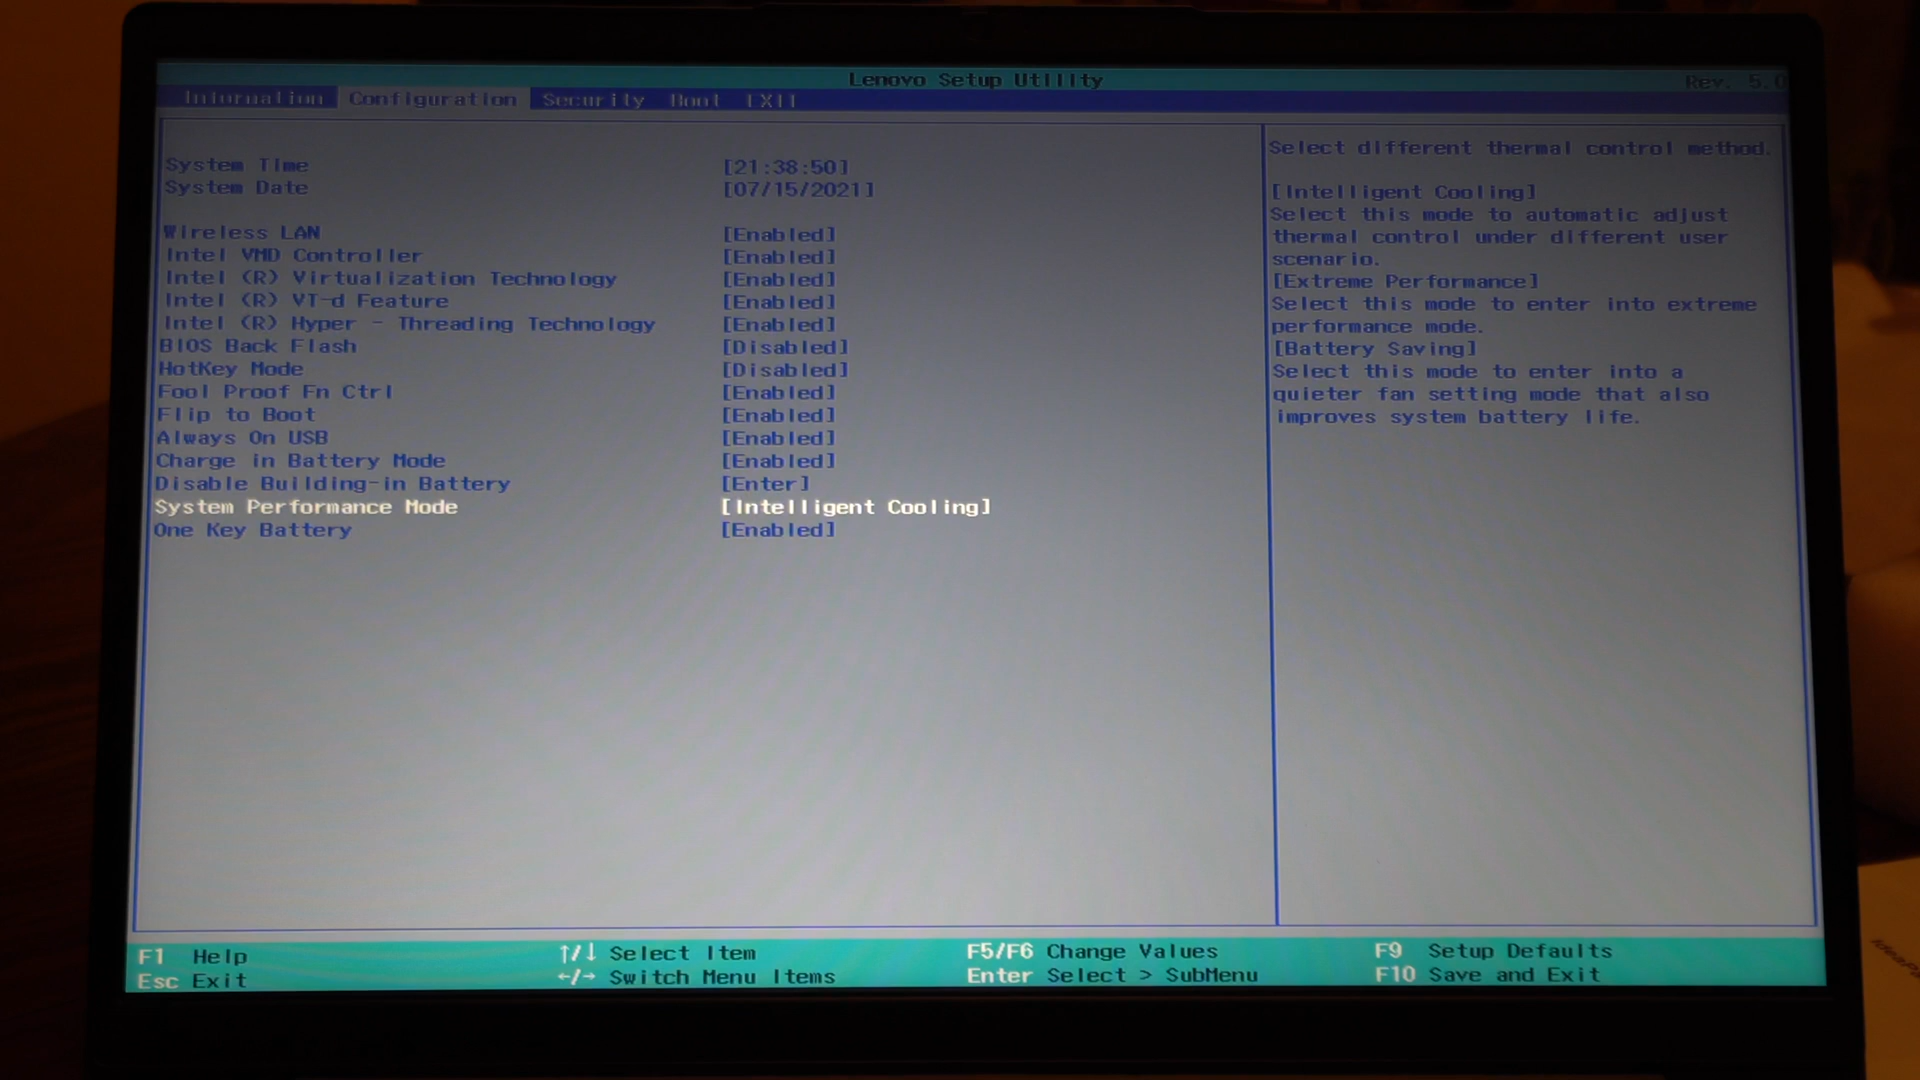 Lenovo Setup Utility
Rev. 5.0
Information Configuration Security Boot EXIT
System Time [21:38:50]
System Date [07/15/2021]
Wireless LAN [Enabled]
Intel VMD Controller [Enabled]
Intel (R) Virtualization Technology [Enabled]
Intel (R) VT-d Feature [Enabled]
Intel (R) Hyper - Threading Technology [Enabled]
BIOS Back Flash [Disabled]
HotKey Mode [Disabled]
Fool Proof Fn Ctrl [Enabled]
Flip to Boot [Enabled]
Always On USB [Enabled]
Charge in Battery Mode [Enabled]
Disable Building-in Battery [Enter]
System Performance Mode [Intelligent Cooling]
One Key Battery [Enabled]
Select different thermal control method.
[Intelligent Cooling]
Select this mode to automatic adjust
thermal control under different user
scenario.
[Extreme Performance]
Select this mode to enter into extreme
performance mode.
[Battery Saving]
Select this mode to enter into a
quieter fan setting mode that also
improves system battery life.
F1 Help ↑/↓ Select Item F5/F6 Change Values F9 Setup Defaults
Esc Exit ←/→ Switch Menu Items Enter Select > SubMenu F10 Save and Exit